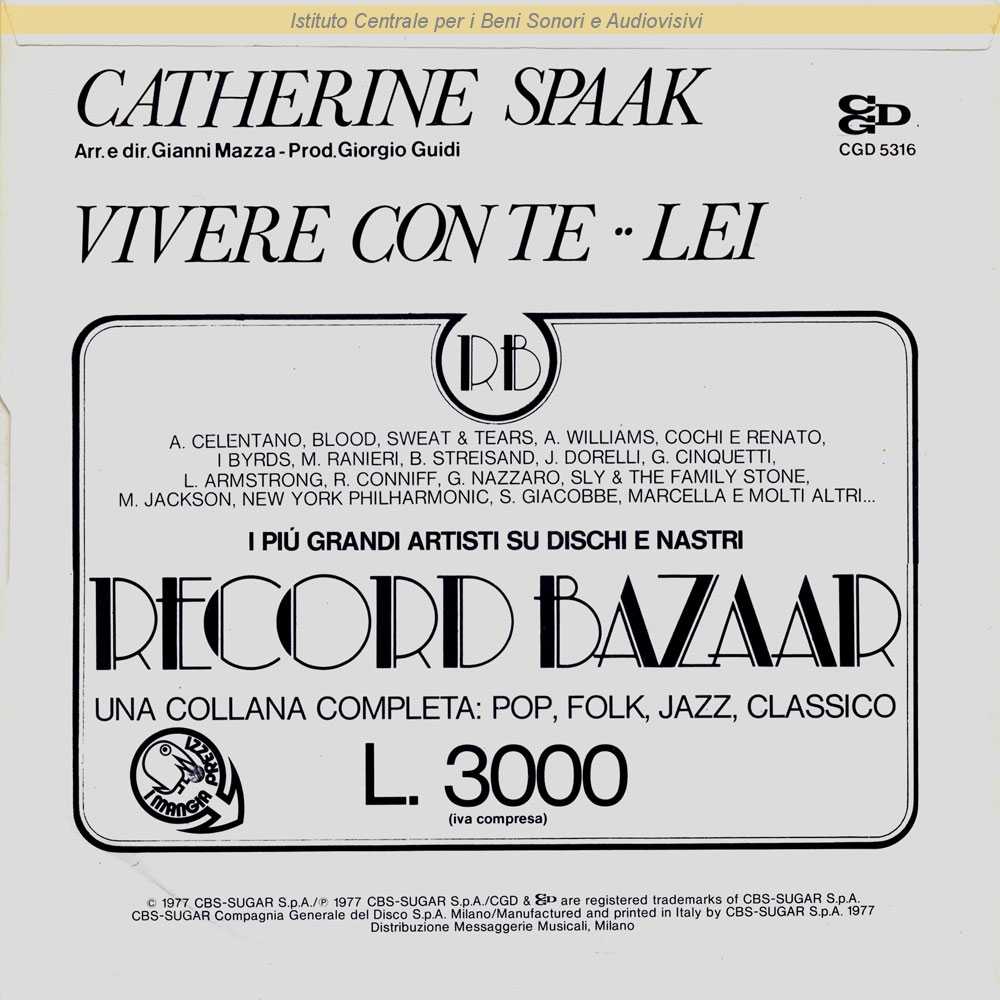 Istituto Centrale per i Beni Sonori e Audiovisivi
CATHERINE SPAAK
Arr. e dir. Gianni Mazza - Prod. Giorgio Guidi
CGD
CGD 5316
VIVERE CON TE •• LEI
RB
A. CELENTANO, BLOOD, SWEAT & TEARS, A. WILLIAMS, COCHI E RENATO,
I BYRDS, M. RANIERI, B. STREISAND, J. DORELLI, G. CINQUETTI,
L. ARMSTRONG, R. CONNIFF, G. NAZZARO, SLY & THE FAMILY STONE,
M. JACKSON, NEW YORK PHILHARMONIC, S. GIACOBBE, MARCELLA E MOLTI ALTRI...
I PIÚ GRANDI ARTISTI SU DISCHI E NASTRI
RECORD BAZAAR
UNA COLLANA COMPLETA: POP, FOLK, JAZZ, CLASSICO
I MANGIA PREZZI
L. 3000
(iva compresa)
© 1977 CBS-SUGAR S.p.A./℗ 1977 CBS-SUGAR S.p.A./CGD & CGD are registered trademarks of CBS-SUGAR S.p.A.
CBS-SUGAR Compagnia Generale del Disco S.p.A. Milano/Manufactured and printed in Italy by CBS-SUGAR S.p.A. 1977
Distribuzione Messaggerie Musicali, Milano